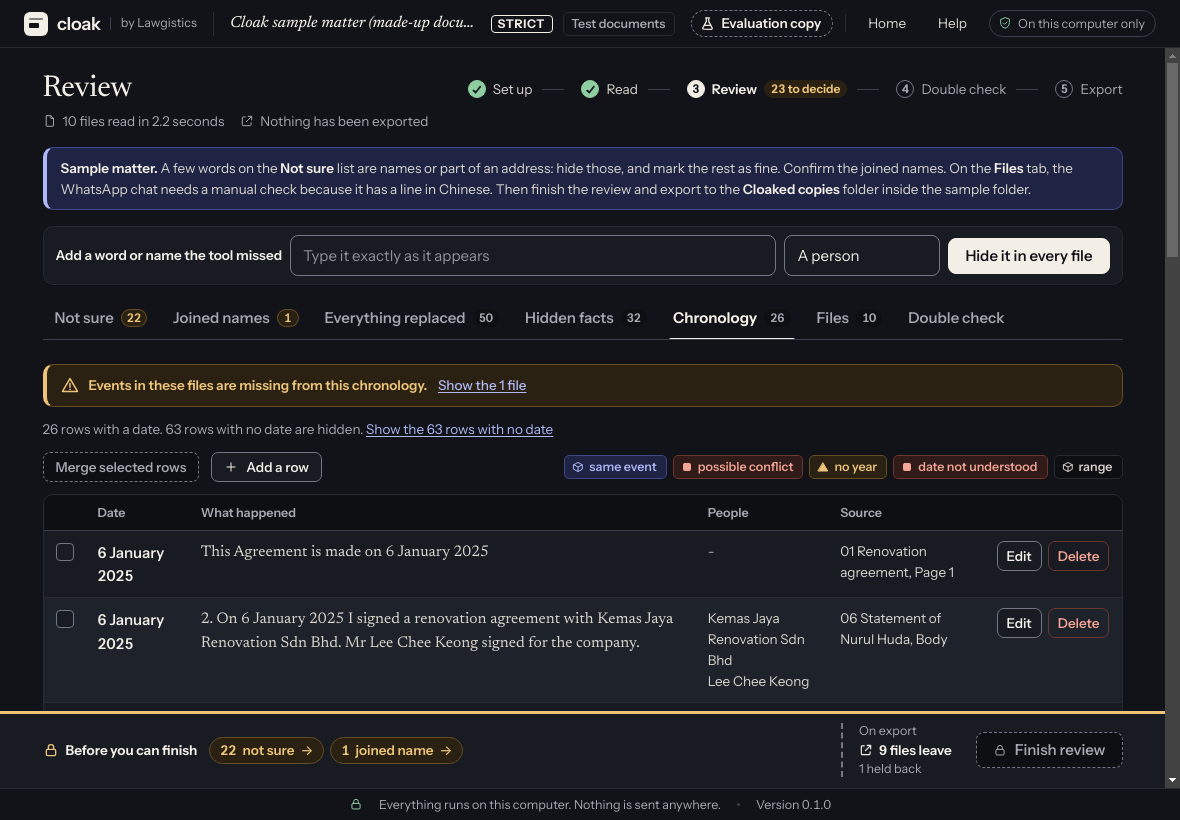 cloak
by Lawgistics
Cloak sample matter (made-up docu...
STRICT
Test documents
Evaluation copy
Home
Help
On this computer only
Review
Set up
Read
3 Review 23 to decide
4 Double check
5 Export
10 files read in 2.2 seconds
Nothing has been exported
Sample matter. A few words on the Not sure list are names or part of an address: hide those, and mark the rest as fine. Confirm the joined names. On the Files tab, the
WhatsApp chat needs a manual check because it has a line in Chinese. Then finish the review and export to the Cloaked copies folder inside the sample folder.
Add a word or name the tool missed
Type it exactly as it appears
A person
Hide it in every file
Not sure 22
Joined names 1
Everything replaced 50
Hidden facts 32
Chronology 26
Files 10
Double check
Events in these files are missing from this chronology. Show the 1 file
26 rows with a date. 63 rows with no date are hidden. Show the 63 rows with no date
Merge selected rows
+ Add a row
same event
possible conflict
no year
date not understood
range
Date
What happened
People
Source
6 January
2025
This Agreement is made on 6 January 2025
-
01 Renovation
agreement, Page 1
Edit
Delete
6 January
2025
2. On 6 January 2025 I signed a renovation agreement with Kemas Jaya
Renovation Sdn Bhd. Mr Lee Chee Keong signed for the company.
Kemas Jaya
Renovation Sdn
Bhd
Lee Chee Keong
06 Statement of
Nurul Huda, Body
Edit
Delete
Before you can finish
22 not sure →
1 joined name →
On export
9 files leave
1 held back
Finish review
Everything runs on this computer. Nothing is sent anywhere.
•
Version 0.1.0